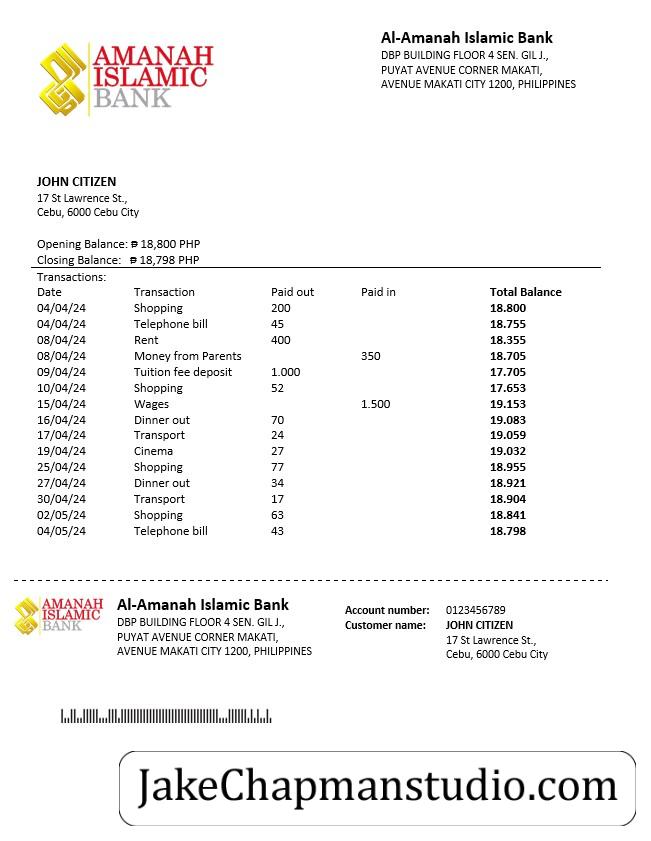 AMANAH
ISLAMIC
BANK
Al-Amanah Islamic Bank
DBP BUILDING FLOOR 4 SEN. GIL J.,
PUYAT AVENUE CORNER MAKATI,
AVENUE MAKATI CITY 1200, PHILIPPINES
JOHN CITIZEN
17 St Lawrence St.,
Cebu, 6000 Cebu City
Opening Balance: ₱ 18,800 PHP
Closing Balance: ₱ 18,798 PHP
Transactions:
Date Transaction Paid out Paid in Total Balance
04/04/24 Shopping 200 18.800
04/04/24 Telephone bill 45 18.755
08/04/24 Rent 400 18.355
08/04/24 Money from Parents 350 18.705
09/04/24 Tuition fee deposit 1.000 17.705
10/04/24 Shopping 52 17.653
15/04/24 Wages 1.500 19.153
16/04/24 Dinner out 70 19.083
17/04/24 Transport 24 19.059
19/04/24 Cinema 27 19.032
25/04/24 Shopping 77 18.955
27/04/24 Dinner out 34 18.921
30/04/24 Transport 17 18.904
02/05/24 Shopping 63 18.841
04/05/24 Telephone bill 43 18.798
AMANAH
ISLAMIC
BANK
Al-Amanah Islamic Bank
DBP BUILDING FLOOR 4 SEN. GIL J.,
PUYAT AVENUE CORNER MAKATI,
AVENUE MAKATI CITY 1200, PHILIPPINES
Account number: 0123456789
Customer name: JOHN CITIZEN
17 St Lawrence St.,
Cebu, 6000 Cebu City
JakeChapmanstudio.com